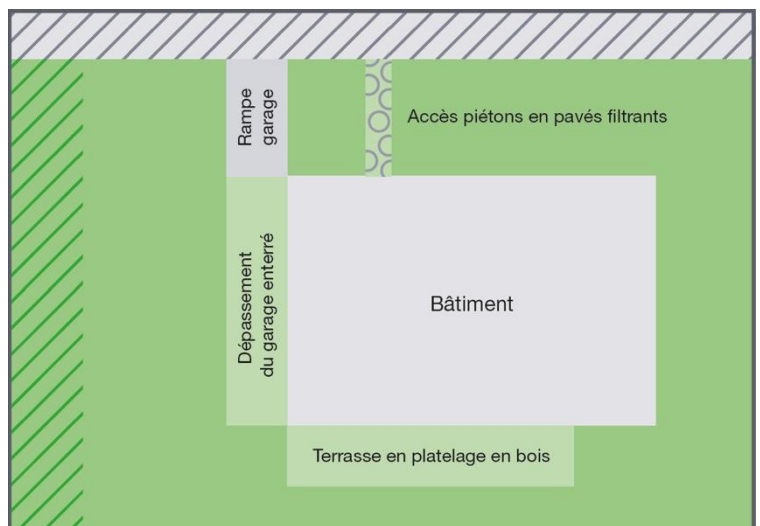 Rampe
garage
Accès piétons en pavés filtrants
Dépassement
du garage enterré
Bâtiment
Terrasse en platelage en bois